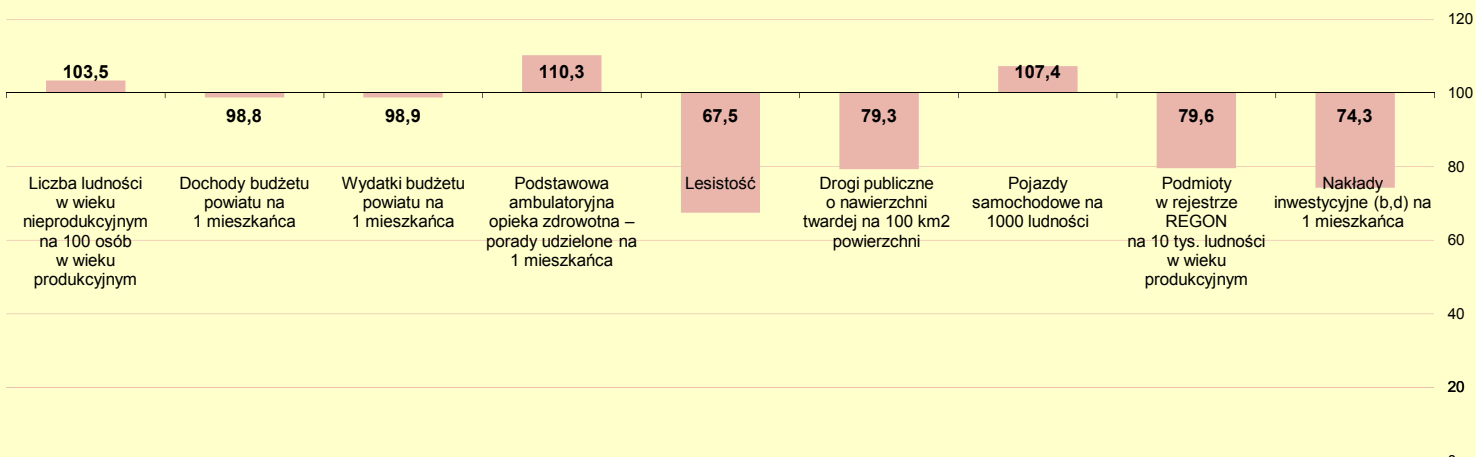 120
103,5
98,8
98,9
110,3
67,5
79,3
107,4
79,6
74,3
100
80
Liczba ludności
w wieku
nieprodukcyjnym
na 100 osób
w wieku
produkcyjnym
Dochody budżetu
powiatu na
1 mieszkańca
Wydatki budżetu
powiatu na
1 mieszkańca
Podstawowa
ambulatoryjna
opieka zdrowotna –
porady udzielone na
1 mieszkańca
Lesistość
Drogi publiczne
o nawierzchni
twardej na 100 km2
powierzchni
Pojazdy
samochodowe na
1000 ludności
Podmioty
w rejestrze
REGON
na 10 tys. ludności
w wieku
produkcyjnym
Nakłady
inwestycyjne (b,d) na
1 mieszkańca
60
40
20